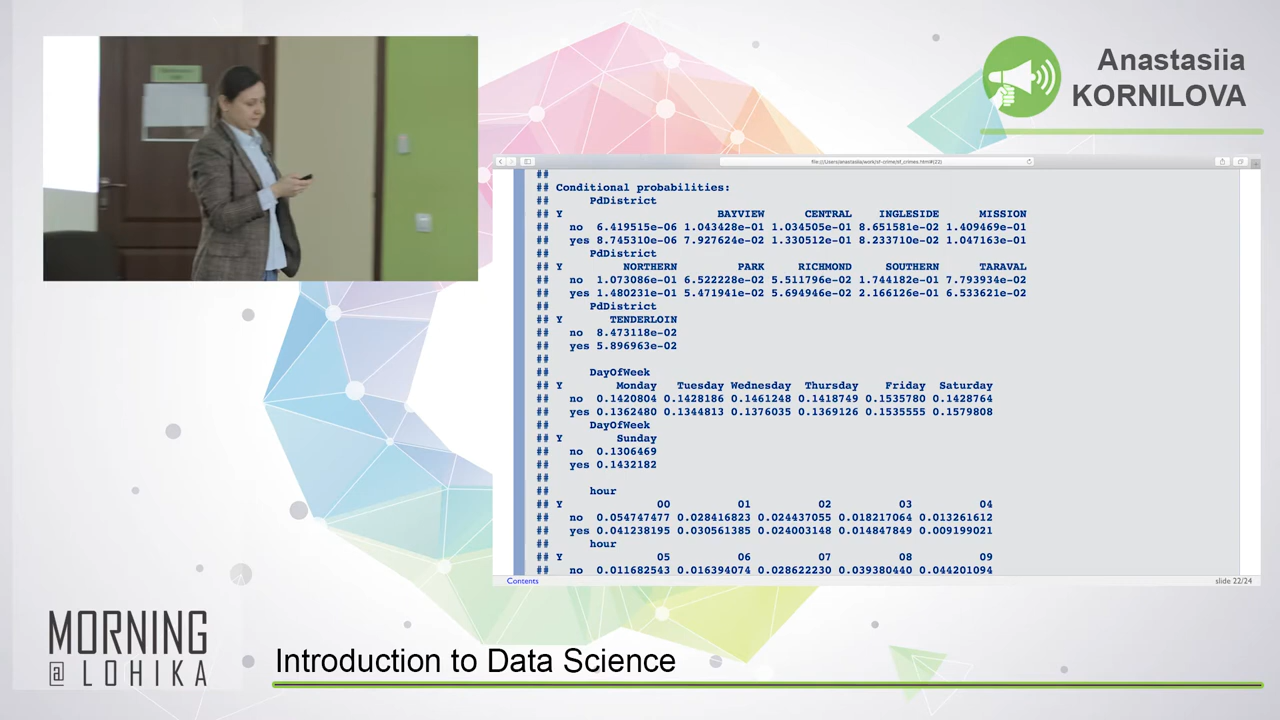 Anastasiia
KORNILOVA
file:///Users/anastasiia/work/sf-crime/sf_crimes.html#(22)
##
## Conditional probabilities:
## PdDistrict
## Y BAYVIEW CENTRAL INGLESIDE MISSION
## no 6.419515e-06 1.043428e-01 1.034505e-01 8.651581e-02 1.409469e-01
## yes 8.745310e-06 7.927624e-02 1.330512e-01 8.233710e-02 1.047163e-01
## PdDistrict
## Y NORTHERN PARK RICHMOND SOUTHERN TARAVAL
## no 1.073086e-01 6.522228e-02 5.511796e-02 1.744182e-01 7.793934e-02
## yes 1.480231e-01 5.471941e-02 5.694946e-02 2.166126e-01 6.533621e-02
## PdDistrict
## Y TENDERLOIN
## no 8.473118e-02
## yes 5.896963e-02
##
## DayOfWeek
## Y Monday Tuesday Wednesday Thursday Friday Saturday
## no 0.1420804 0.1428186 0.1461248 0.1418749 0.1535780 0.1428764
## yes 0.1362480 0.1344813 0.1376035 0.1369126 0.1535555 0.1579808
## DayOfWeek
## Y Sunday
## no 0.1306469
## yes 0.1432182
##
## hour
## Y 00 01 02 03 04
## no 0.054747477 0.028416823 0.024437055 0.018217064 0.013261612
## yes 0.041238195 0.030561385 0.024003148 0.014847849 0.009199021
## hour
## Y 05 06 07 08 09
## no 0.011682543 0.016394074 0.028622230 0.039380440 0.044201094
Contents
slide 22/24
MORNING
@ LOHIKA
Introduction to Data Science